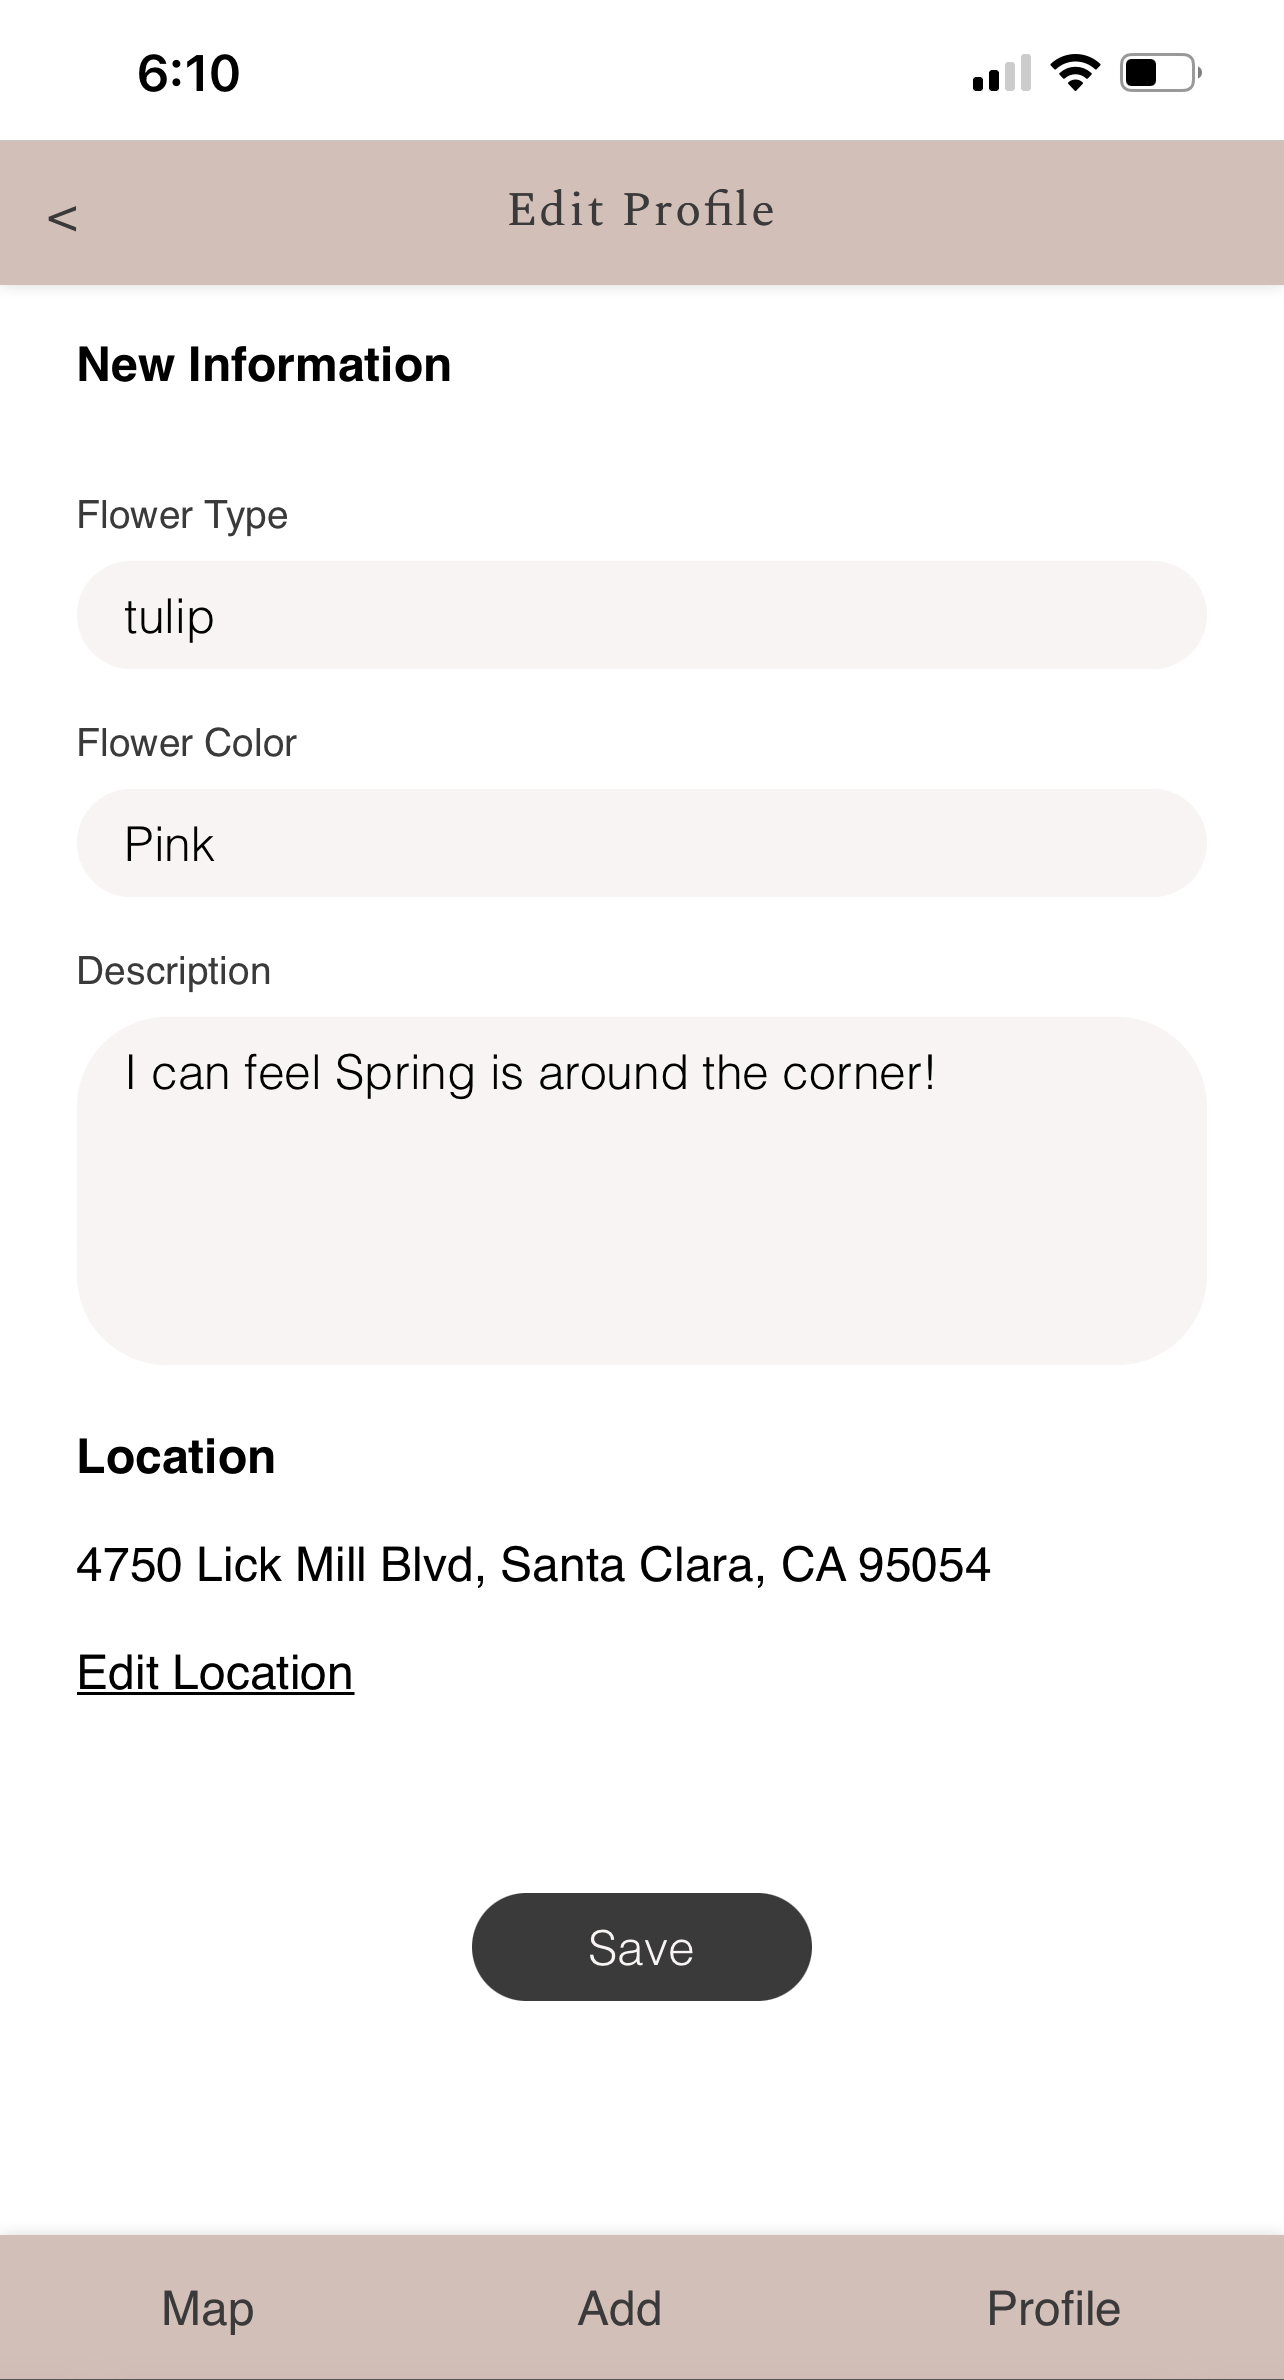 6:10
< Edit Profile
New Information
Flower Type
tulip
Flower Color
Pink
Description
I can feel Spring is around the corner!
Location
4750 Lick Mill Blvd, Santa Clara, CA 95054
Edit Location
Save
Map Add Profile